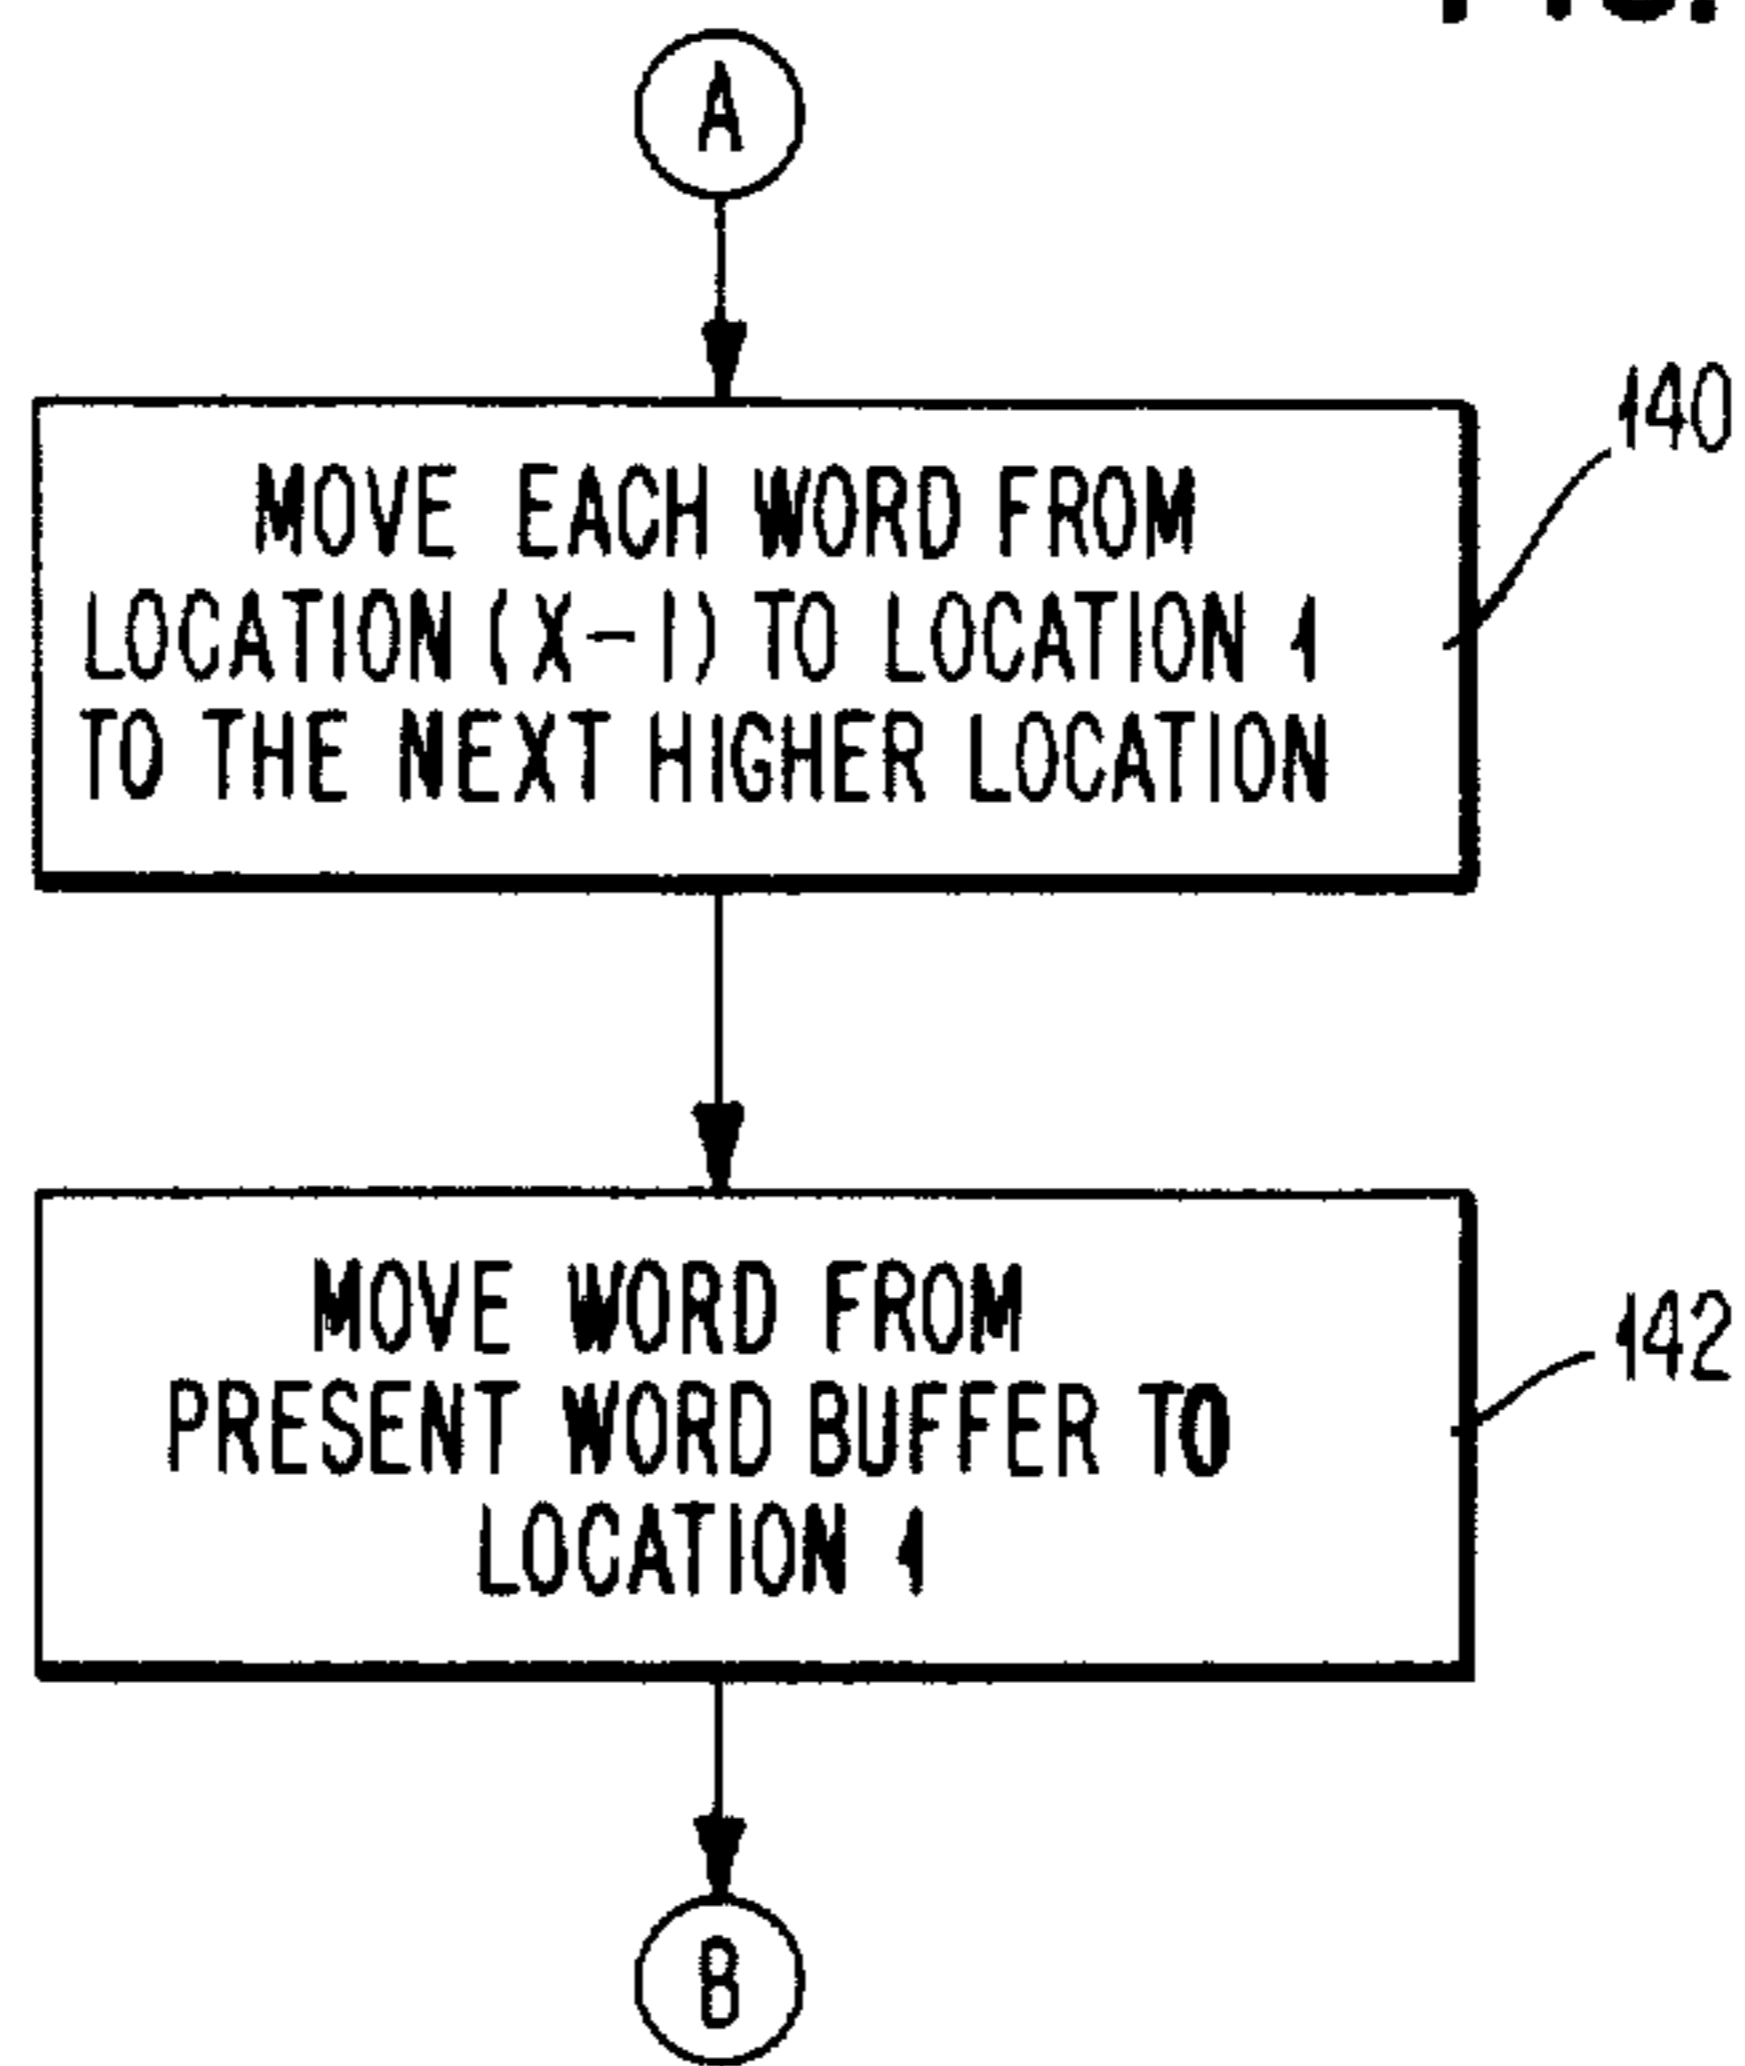 A
140
MOVE EACH WORD FROM
LOCATION (X-1) TO LOCATION 1
TO THE NEXT HIGHER LOCATION
142
MOVE WORD FROM
PRESENT WORD BUFFER TO
LOCATION 1
B